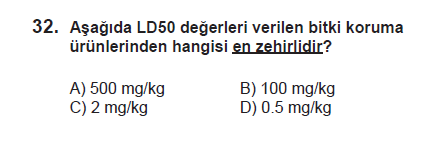 32. Aşağıda LD50 değerleri verilen bitki koruma
ürünlerinden hangisi en zehirlidir?
A) 500 mg/kg B) 100 mg/kg
C) 2 mg/kg D) 0.5 mg/kg